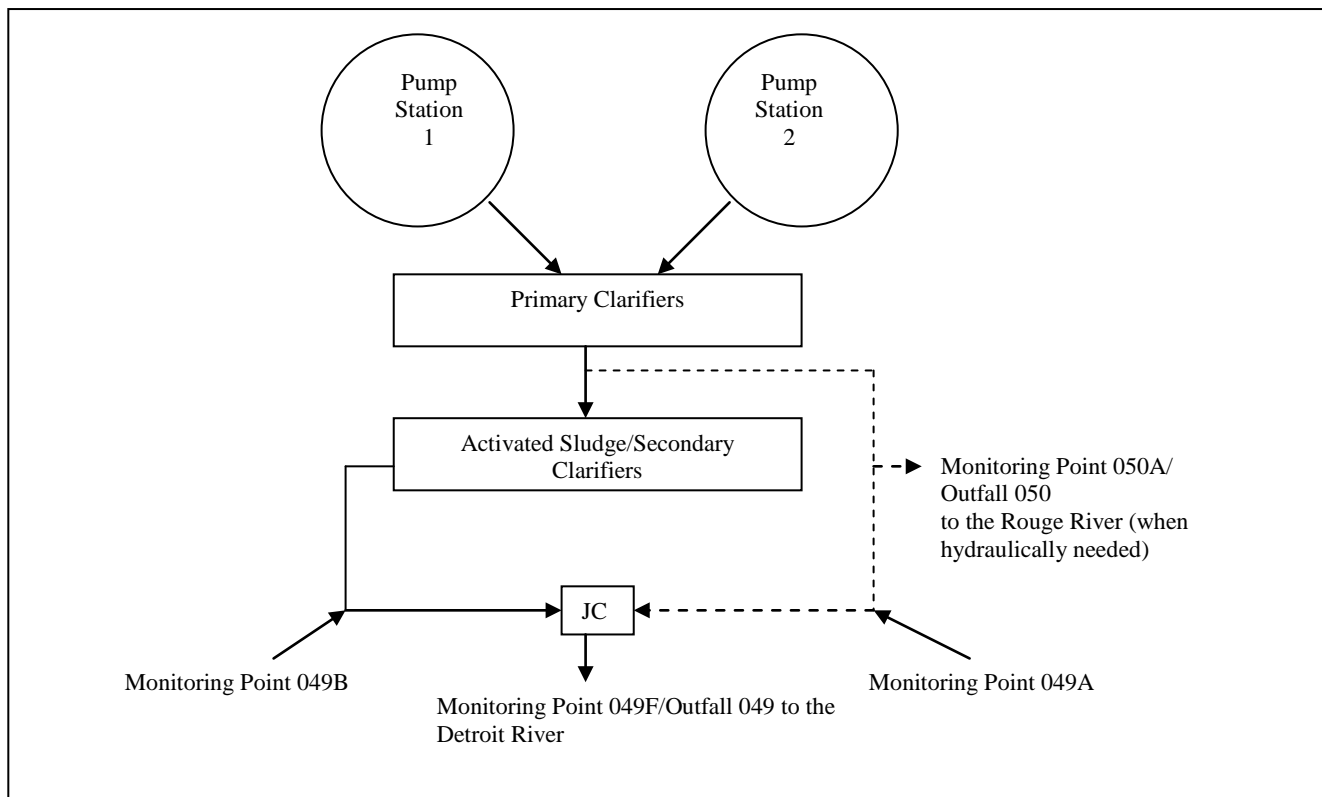 Pump
Station
1
Pump
Station
2
Primary Clarifiers
Activated Sludge/Secondary
Clarifiers
Monitoring Point 050A/
Outfall 050
to the Rouge River (when
hydraulically needed)
JC
Monitoring Point 049B
Monitoring Point 049A
Monitoring Point 049F/Outfall 049 to the
Detroit River